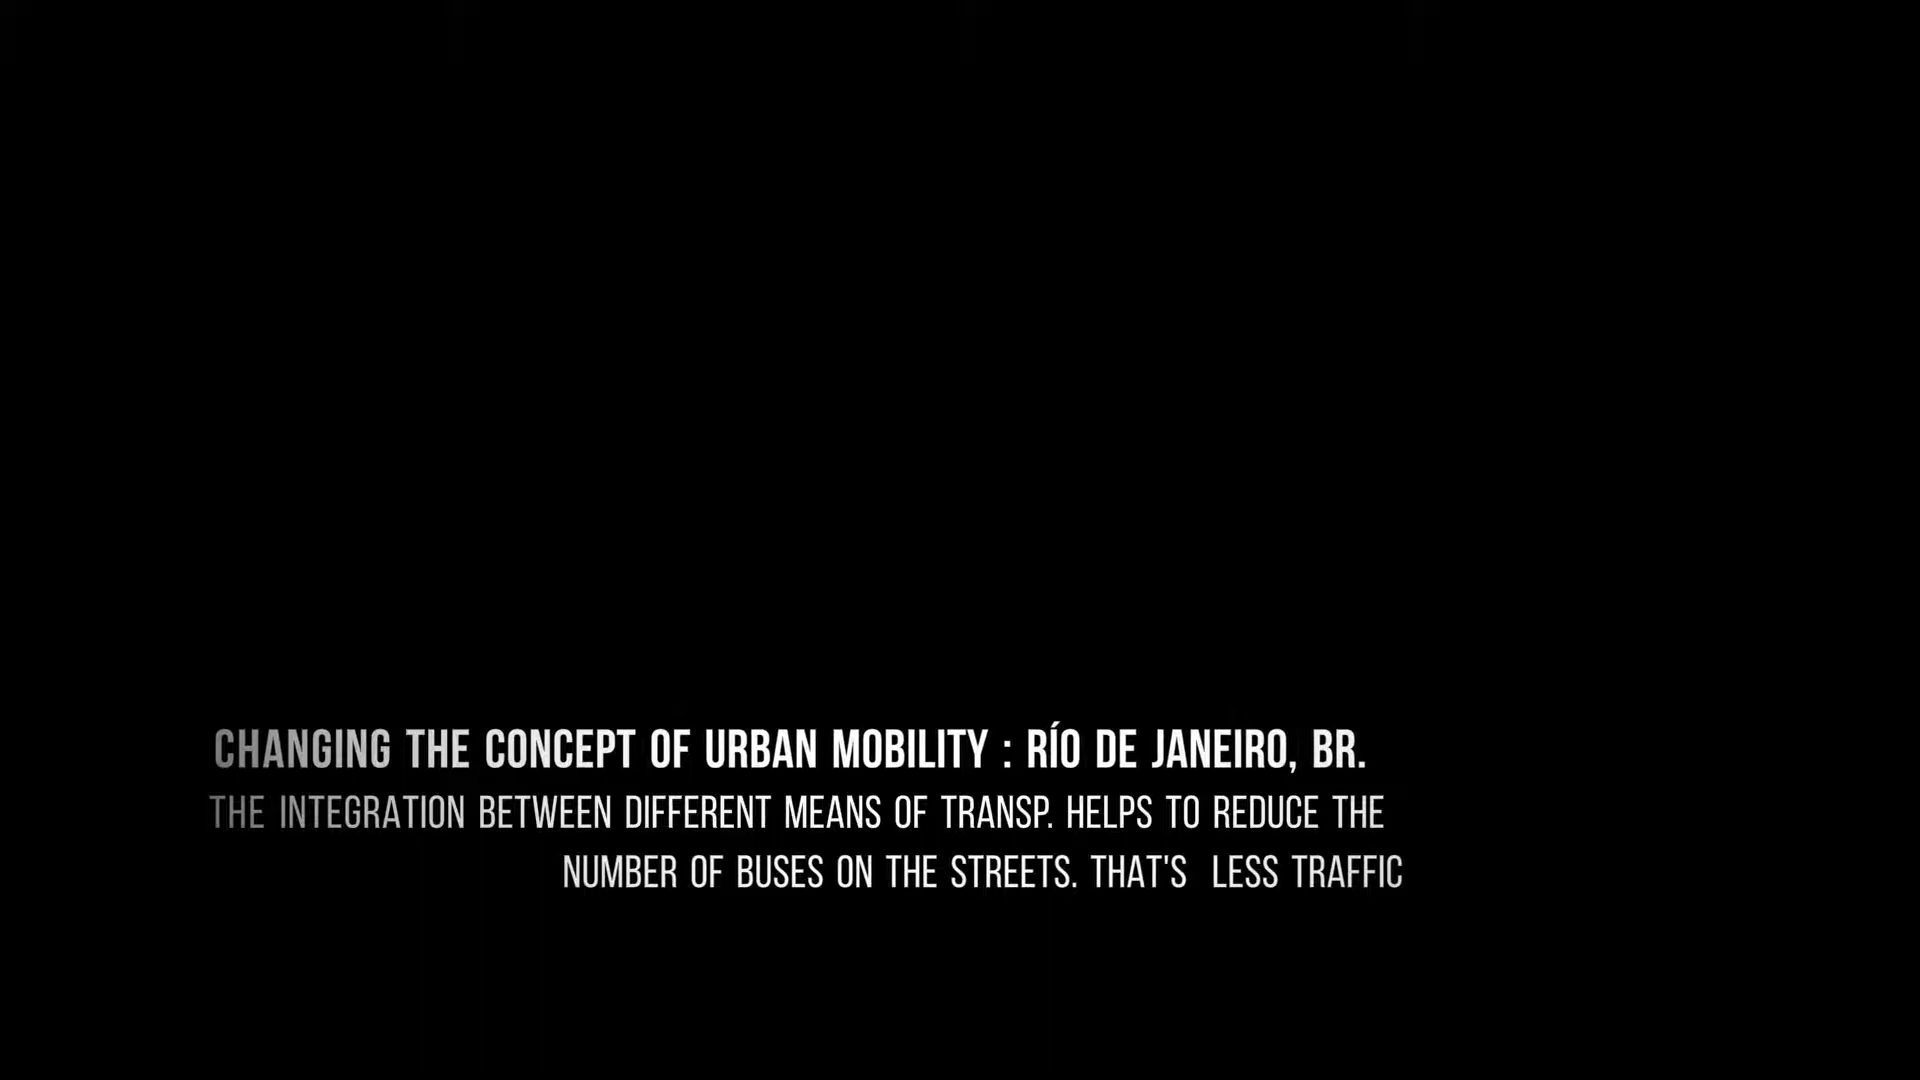 CHANGING THE CONCEPT OF URBAN MOBILITY : RÍO DE JANEIRO, BR.
THE INTEGRATION BETWEEN DIFFERENT MEANS OF TRANSP. HELPS TO REDUCE THE
NUMBER OF BUSES ON THE STREETS. THAT'S  LESS TRAFFIC